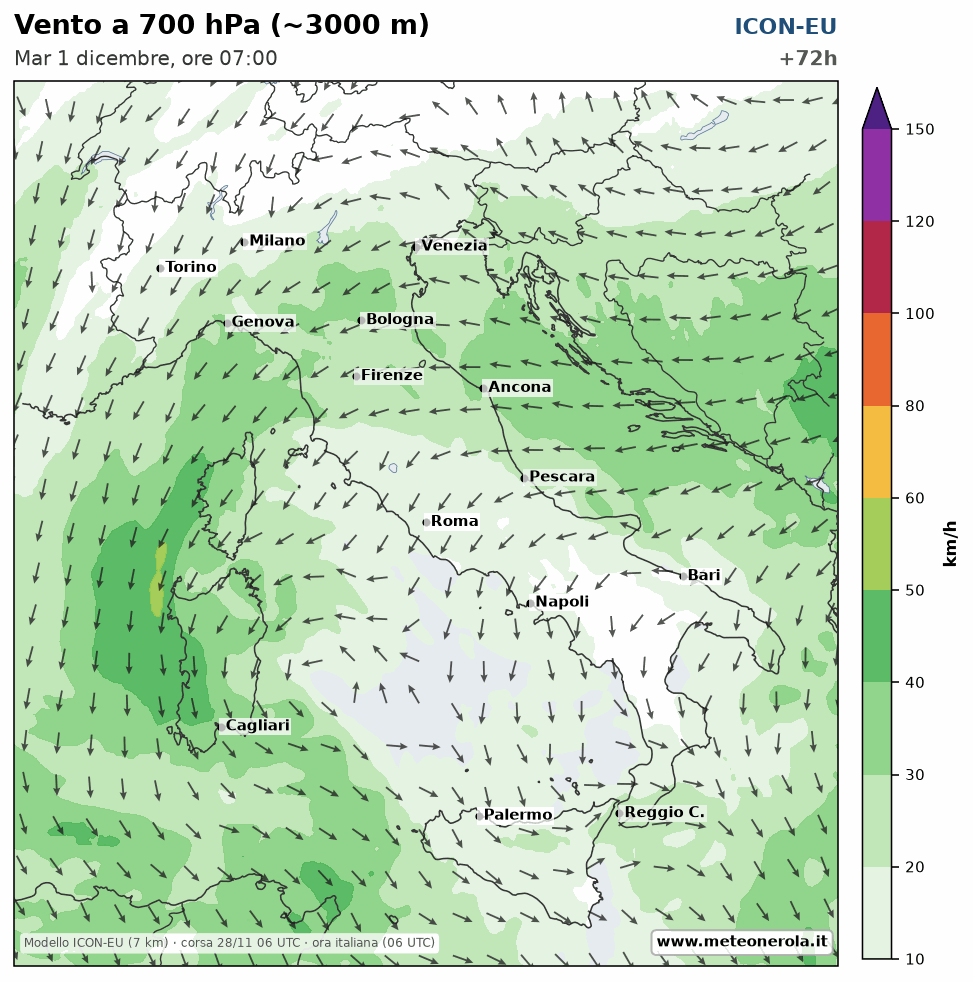 Vento a 700 hPa (~3000 m)
ICON-EU
Mar 1 dicembre, ore 07:00
+72h
150
120
100
80
60
50
40
30
20
10
km/h
Milano
Venezia
Torino
Genova
Bologna
Firenze
Ancona
Pescara
Roma
Bari
Napoli
Cagliari
Palermo
Reggio C.
Modello ICON-EU (7 km) · corsa 28/11 06 UTC · ora italiana (06 UTC)
www.meteonerola.it